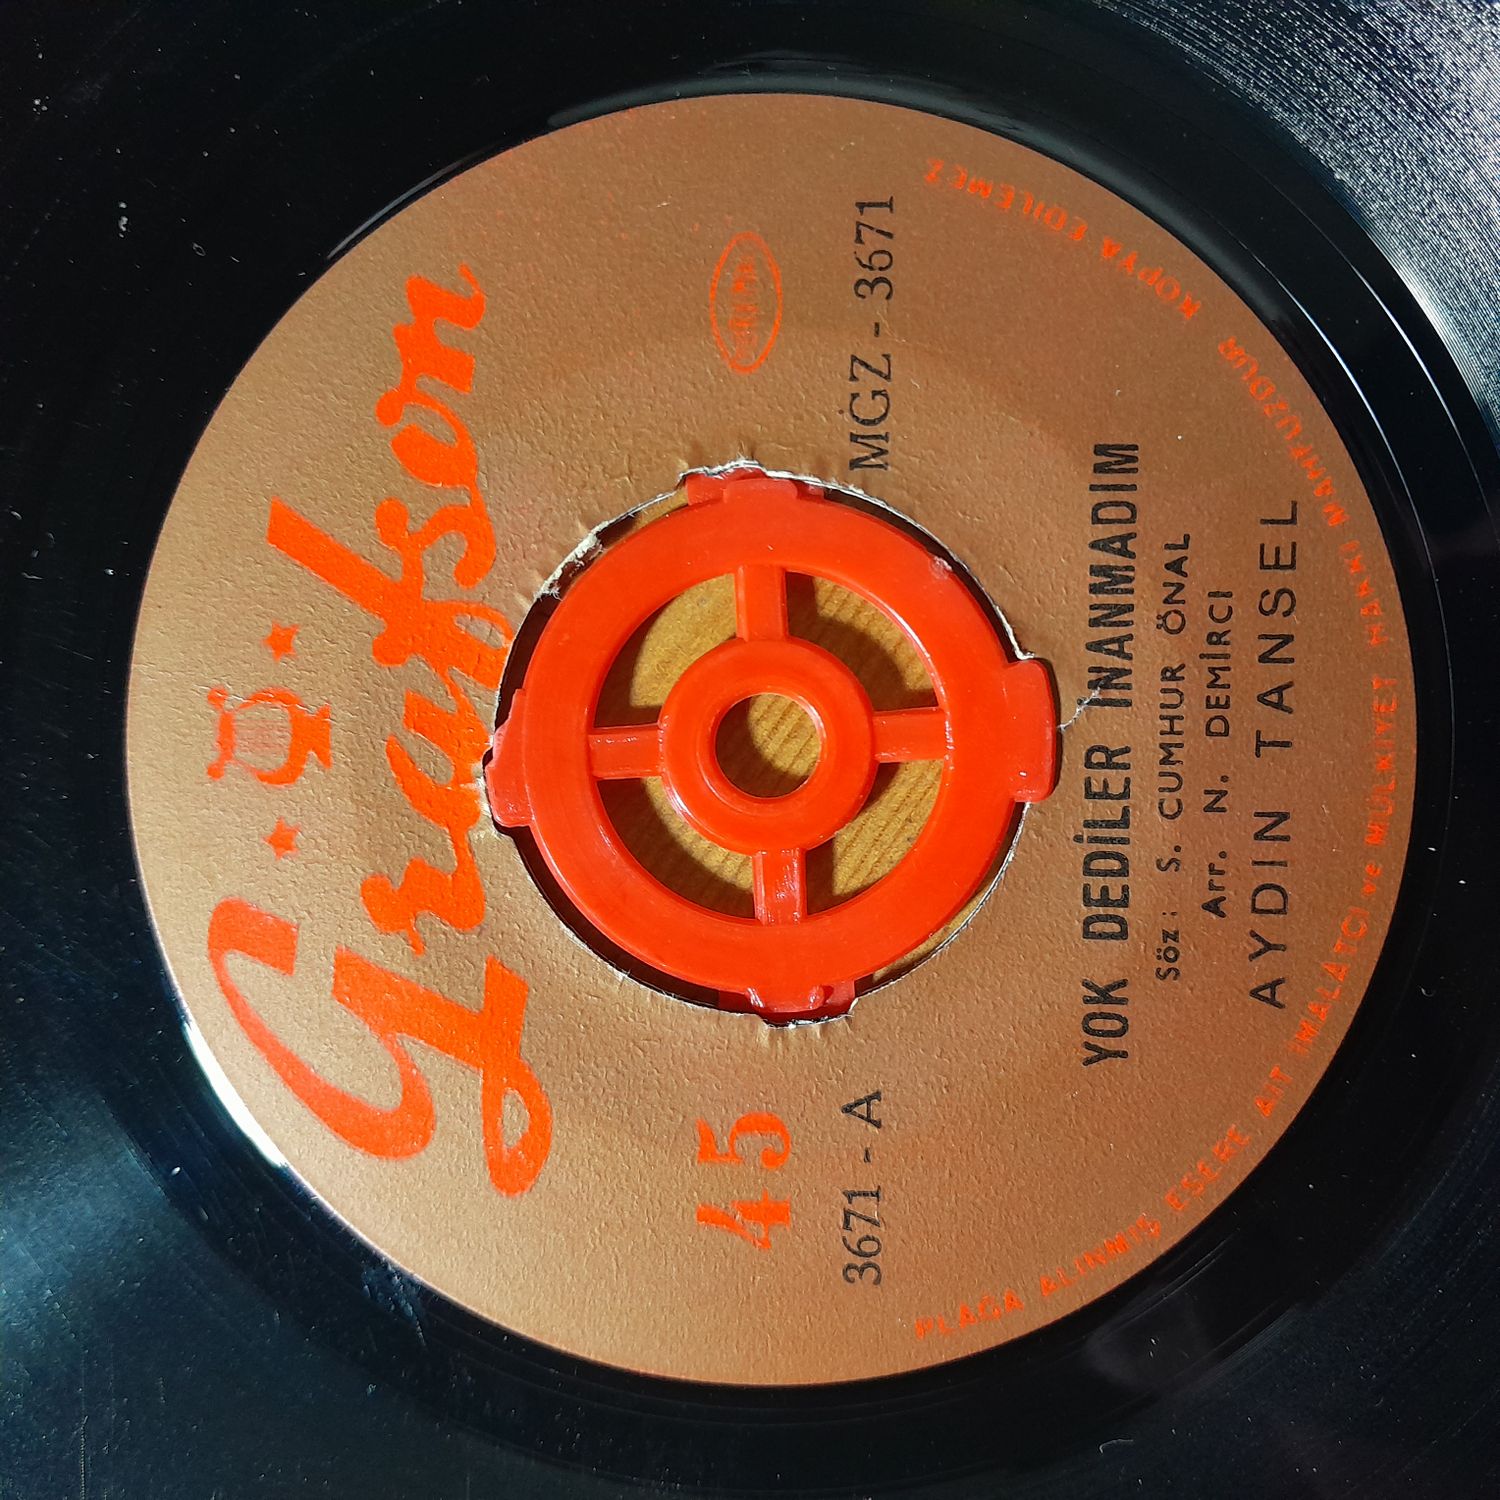 Grafson
45
3671 - A
MGZ - 3671
YOK DEDİLER İNANMADIM
Söz: S. CUMHUR ÖNAL
Arr. N. DEMİRCİ
AYDIN TANSEL
PLAĞA ALINMIŞ ESERE AİT İMALATÇI ve MÜLKİYET HAKKI MAHFUZDUR KOPYA EDİLEMEZ